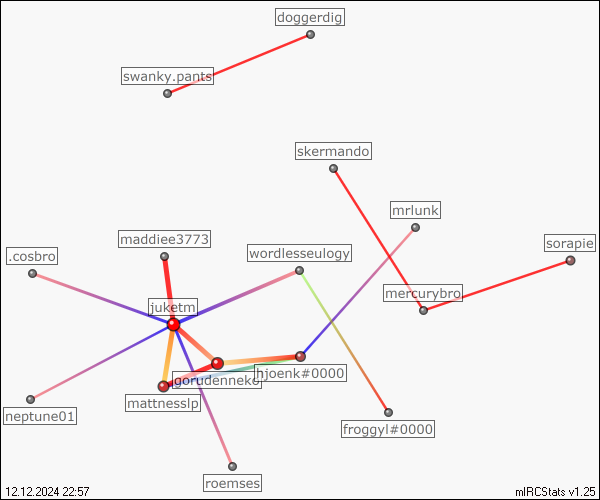 doggerdig
swanky.pants
skermando
mrlunk
maddiee3773
sorapie
.cosbro
wordlesseulogy
mercurybro
juketm
hjoenk#0000
mattnesslp
neptune01
froggyl#0000
roemses
12.12.2024 22:57
mIRCStats v1.25